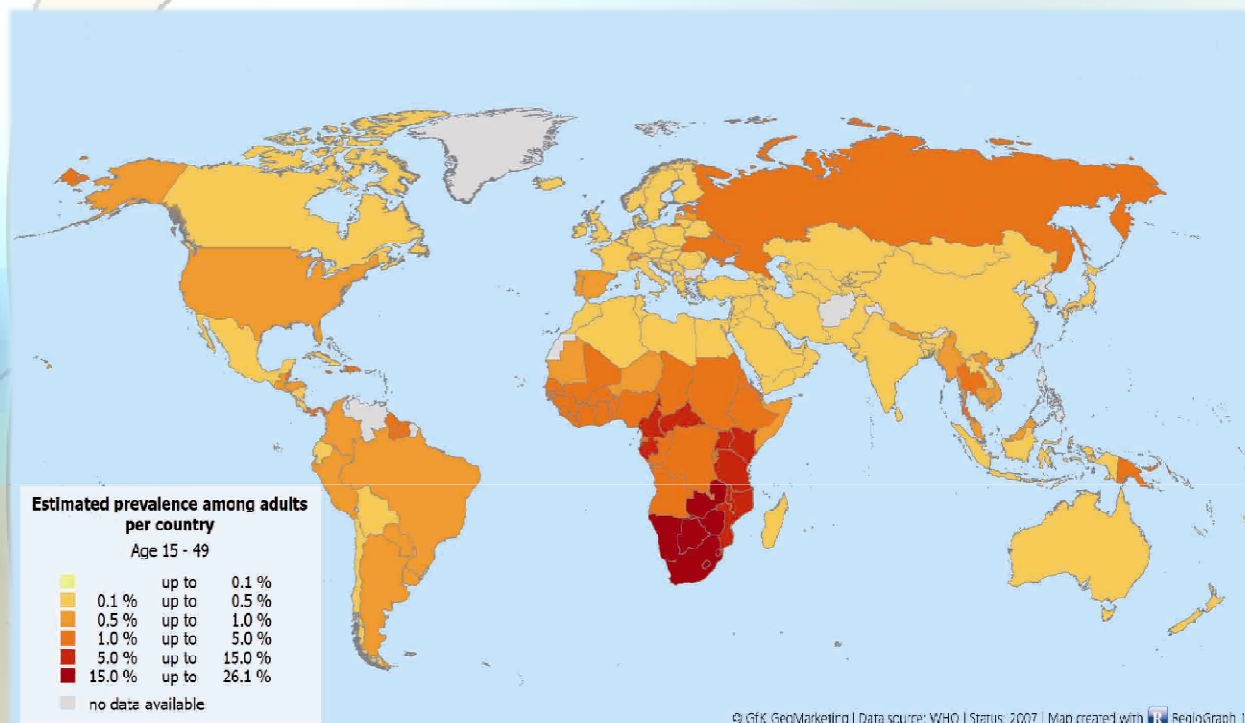 Estimated prevalence among adults
per country
Age 15 - 49
up to 0.1 %
0.1 % up to 0.5 %
0.5 % up to 1.0 %
1.0 % up to 5.0 %
5.0 % up to 15.0 %
15.0 % up to 26.1 %
no data available
© GfK GeoMarketing | Data source: WHO | Status: 2007 | Map created with R RegioGraph